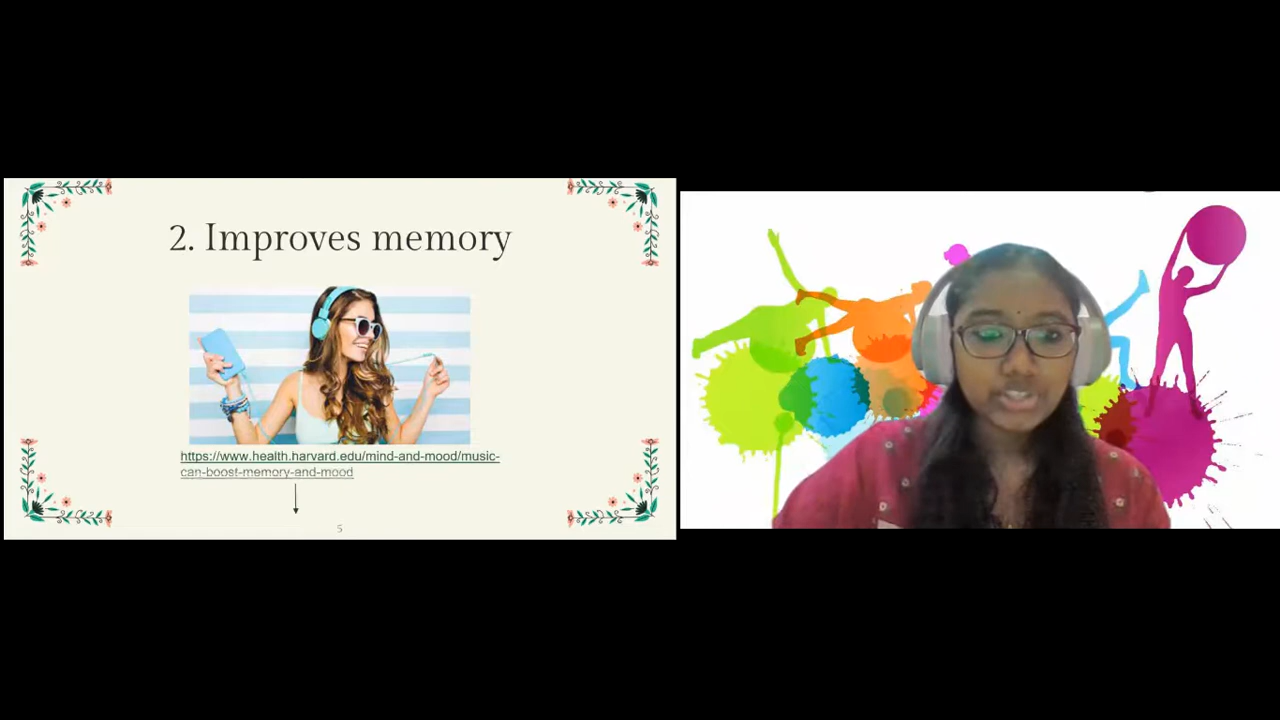 2. Improves memory
https://www.health.harvard.edu/mind-and-mood/music-
can-boost-memory-and-mood
5